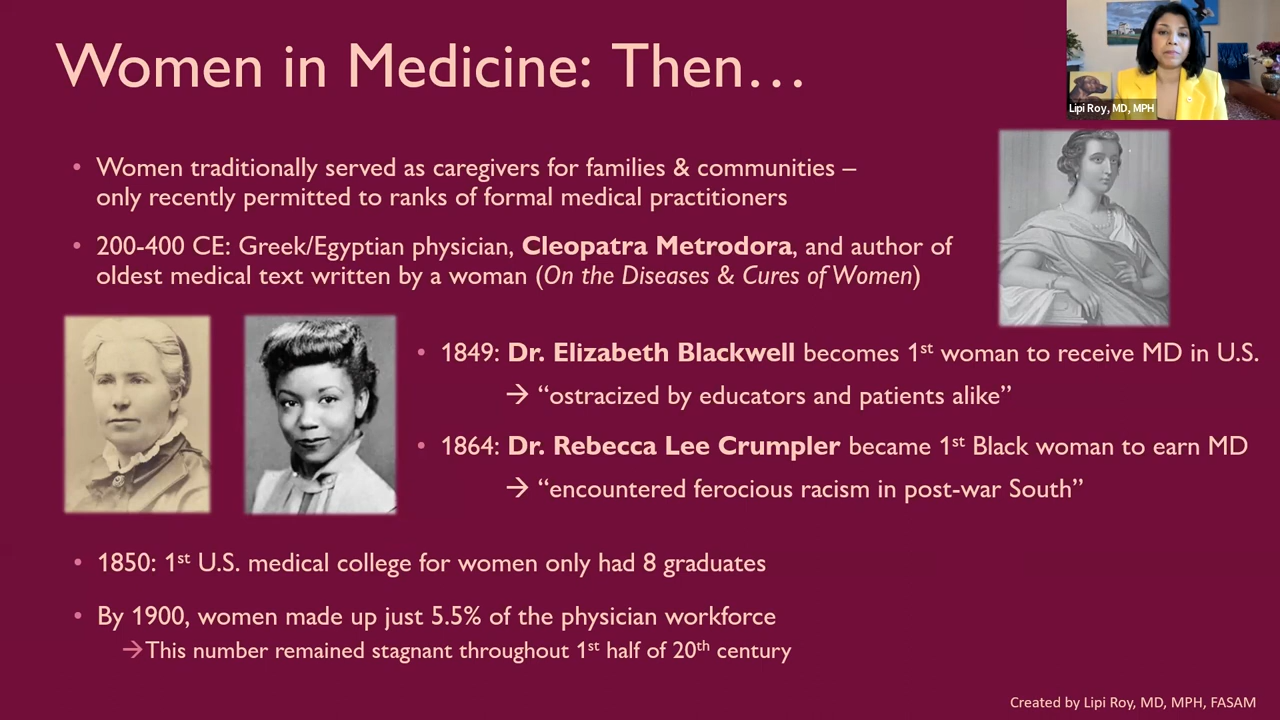 Women in Medicine: Then…
Lipi Roy, MD, MPH
• Women traditionally served as caregivers for families & communities –
only recently permitted to ranks of formal medical practitioners
• 200-400 CE: Greek/Egyptian physician, Cleopatra Metrodora, and author of
oldest medical text written by a woman (On the Diseases & Cures of Women)
• 1849: Dr. Elizabeth Blackwell becomes 1st woman to receive MD in U.S.
→ “ostracized by educators and patients alike”
• 1864: Dr. Rebecca Lee Crumpler became 1st Black woman to earn MD
→ “encountered ferocious racism in post-war South”
• 1850: 1st U.S. medical college for women only had 8 graduates
• By 1900, women made up just 5.5% of the physician workforce
→This number remained stagnant throughout 1st half of 20th century
Created by Lipi Roy, MD, MPH, FASAM